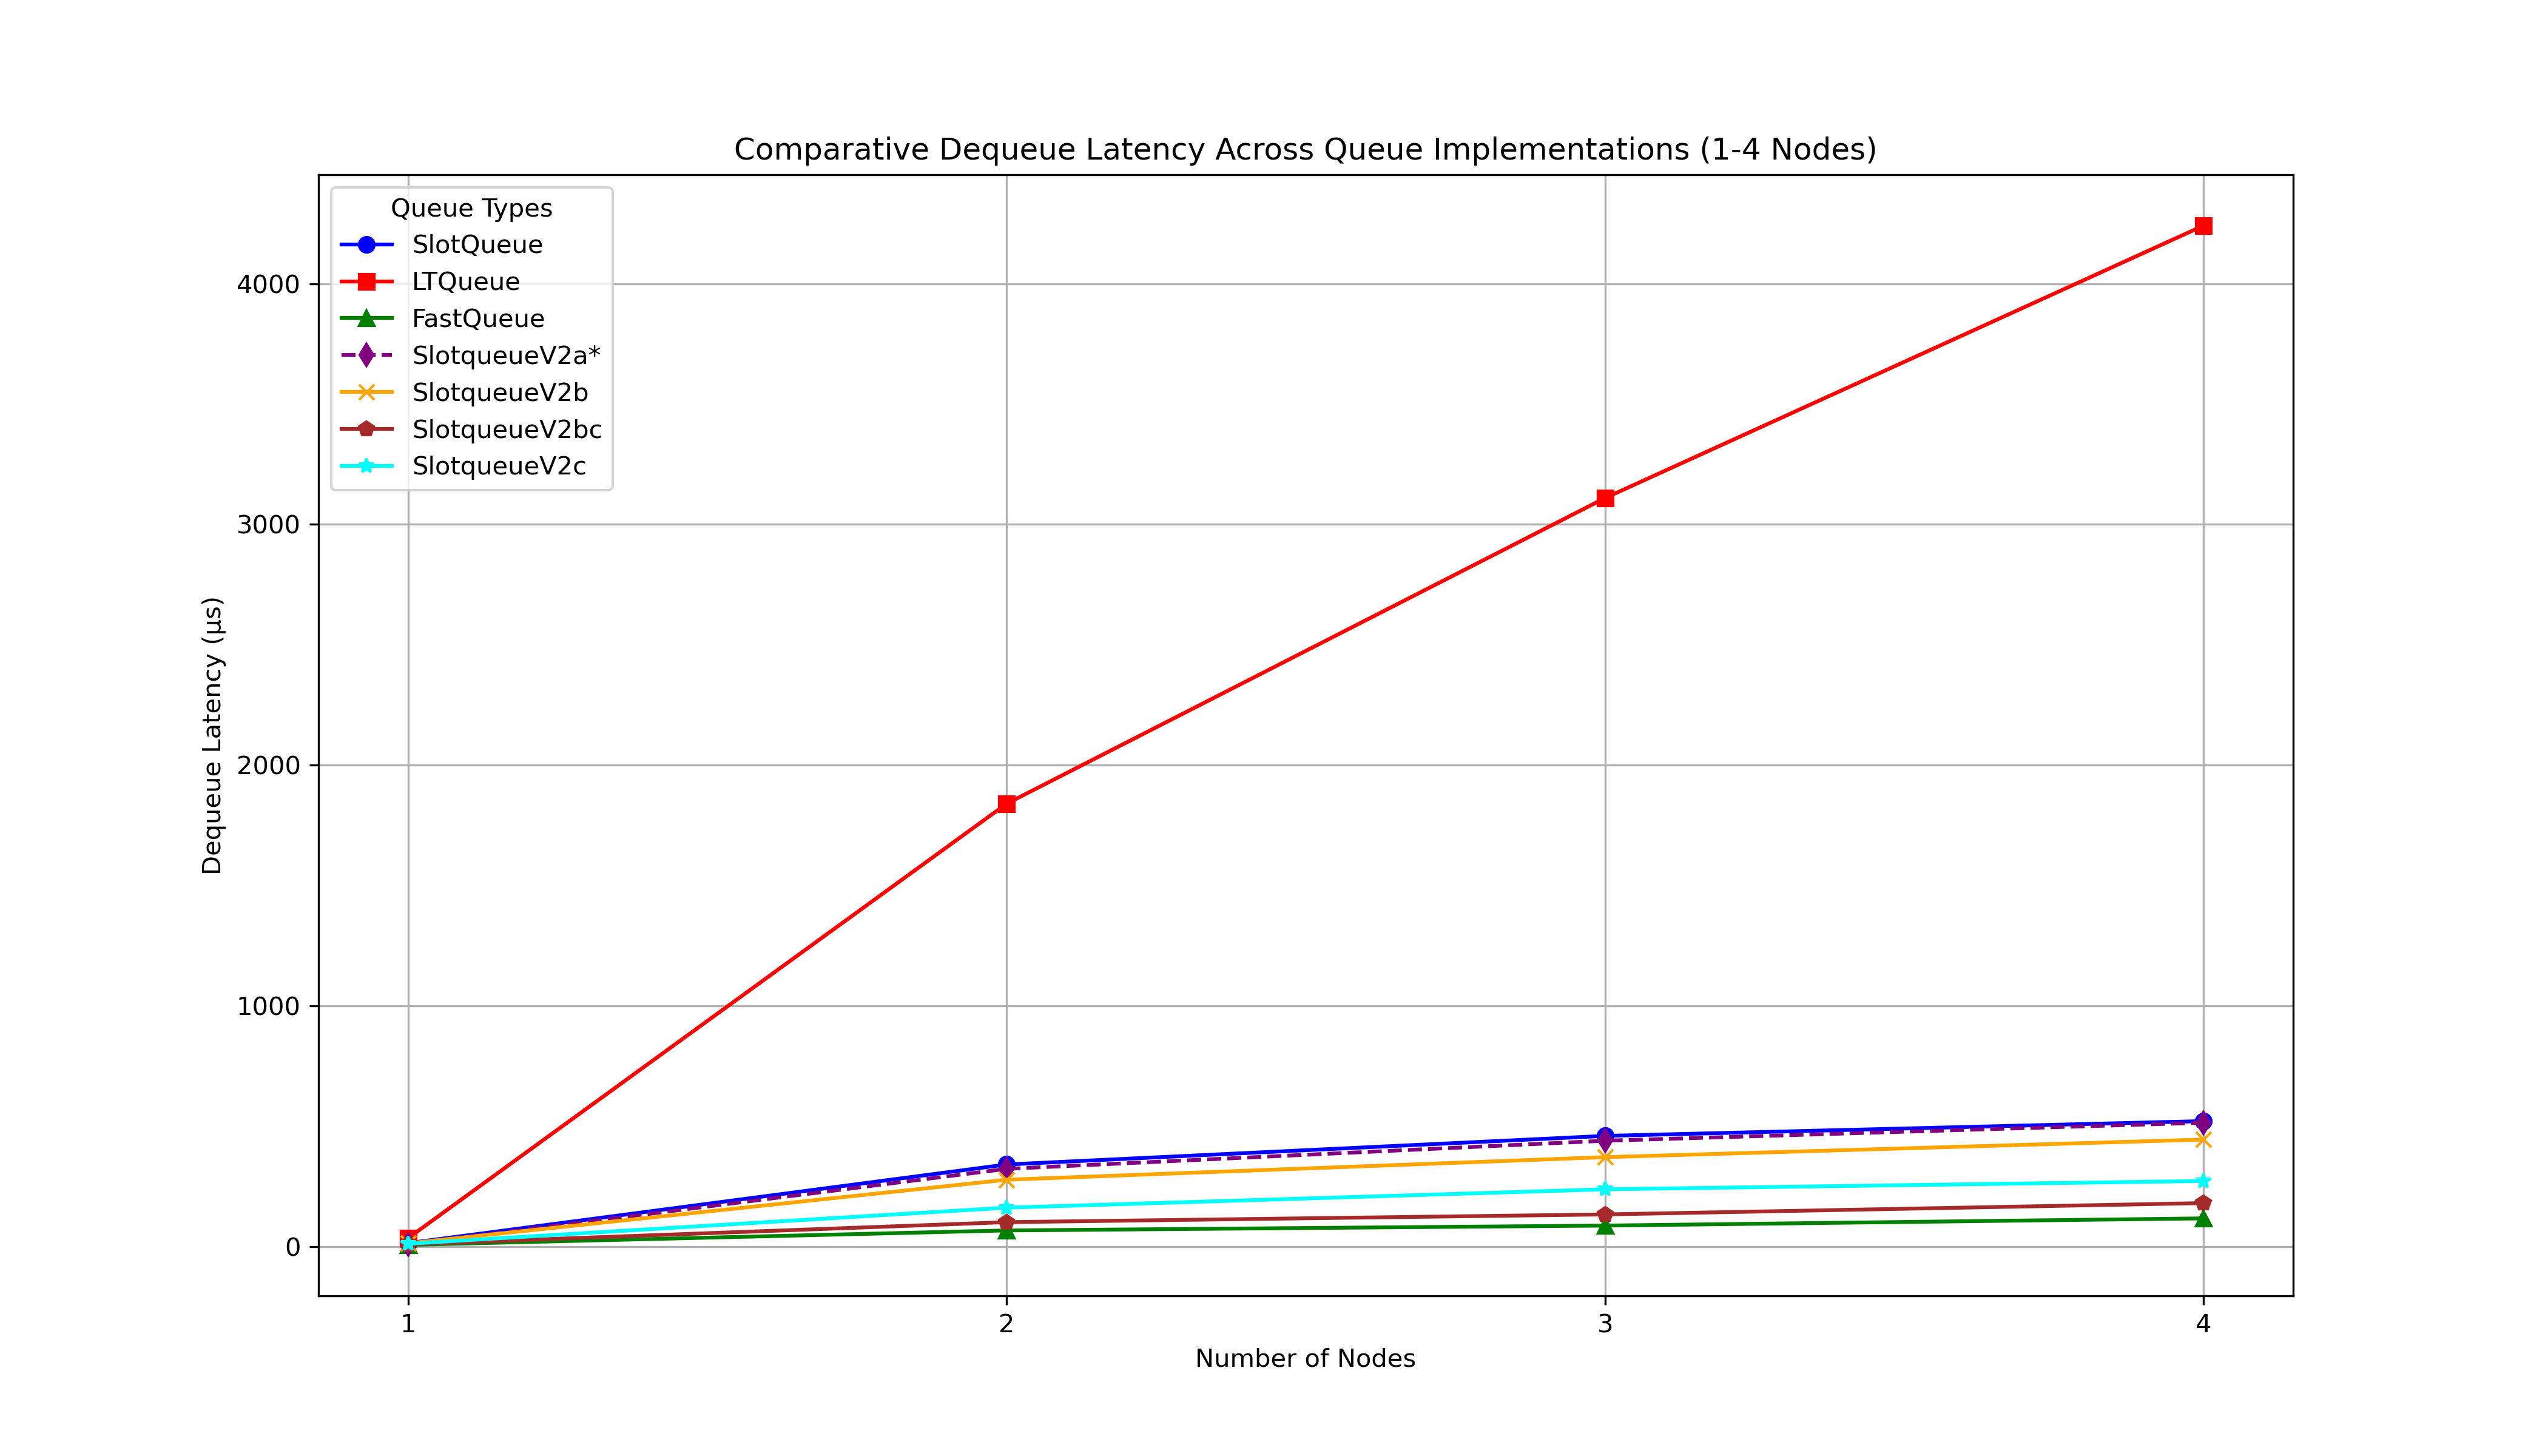 Comparative Dequeue Latency Across Queue Implementations (1-4 Nodes)
Queue Types
SlotQueue
LTQueue
FastQueue
SlotqueueV2a*
SlotqueueV2b
SlotqueueV2bc
SlotqueueV2c
4000
3000
2000
1000
0
Dequeue Latency (μs)
1 2 3 4
Number of Nodes